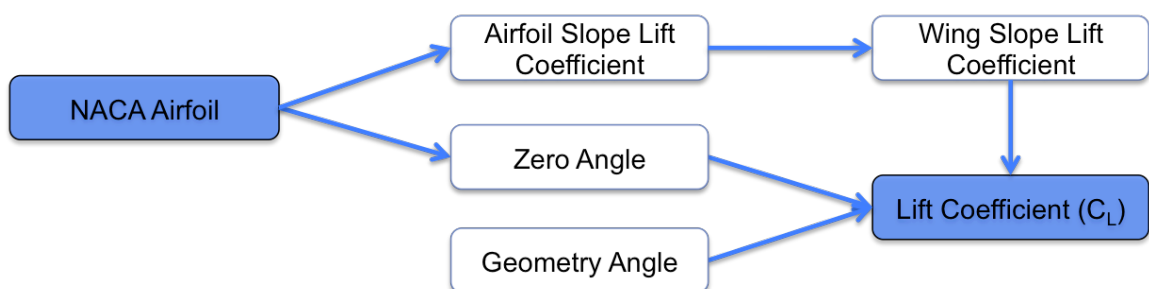 NACA Airfoil
Airfoil Slope Lift
Coefficient
Wing Slope Lift
Coefficient
Zero Angle
Lift Coefficient (CL)
Geometry Angle